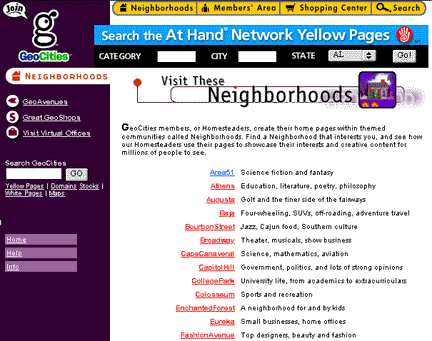 Join
GeoCities
Neighborhoods Members' Area Shopping Center Search
Search the At Hand Network Yellow Pages
CATEGORY CITY STATE AL Go!
NEIGHBORHOODS
GeoAvenues
Great GeoShops
Visit Virtual Offices
Search GeoCities
GO
Yellow Pages | Domains Stocks |
White Pages | Maps
Home
Help
Info
Visit These
Neighborhoods
GeoCities members, or Homesteaders, create their home pages within themed
communities called Neighborhoods. Find a Neighborhood that interests you, and see how
our Homesteaders use their pages to showcase their interests and creative content for
millions of people to see.
Area51 Science fiction and fantasy
Athens Education, literature, poetry, philosophy
Augusta Golf and the finer side of the fairways
Baja Four-wheeling, SUVs, off-roading, adventure travel
BourbonStreet Jazz, Cajun food, Southern culture
Broadway Theater, musicals, show business
CapeCanaveral Science, mathematics, aviation
CapitolHill Government, politics, and lots of strong opinions
CollegePark University life, from academics to extracurriculars
Colosseum Sports and recreation
EnchantedForest A neighborhood for and by kids
Eureka Small businesses, home offices
FashionAvenue Top designers, beauty and fashion